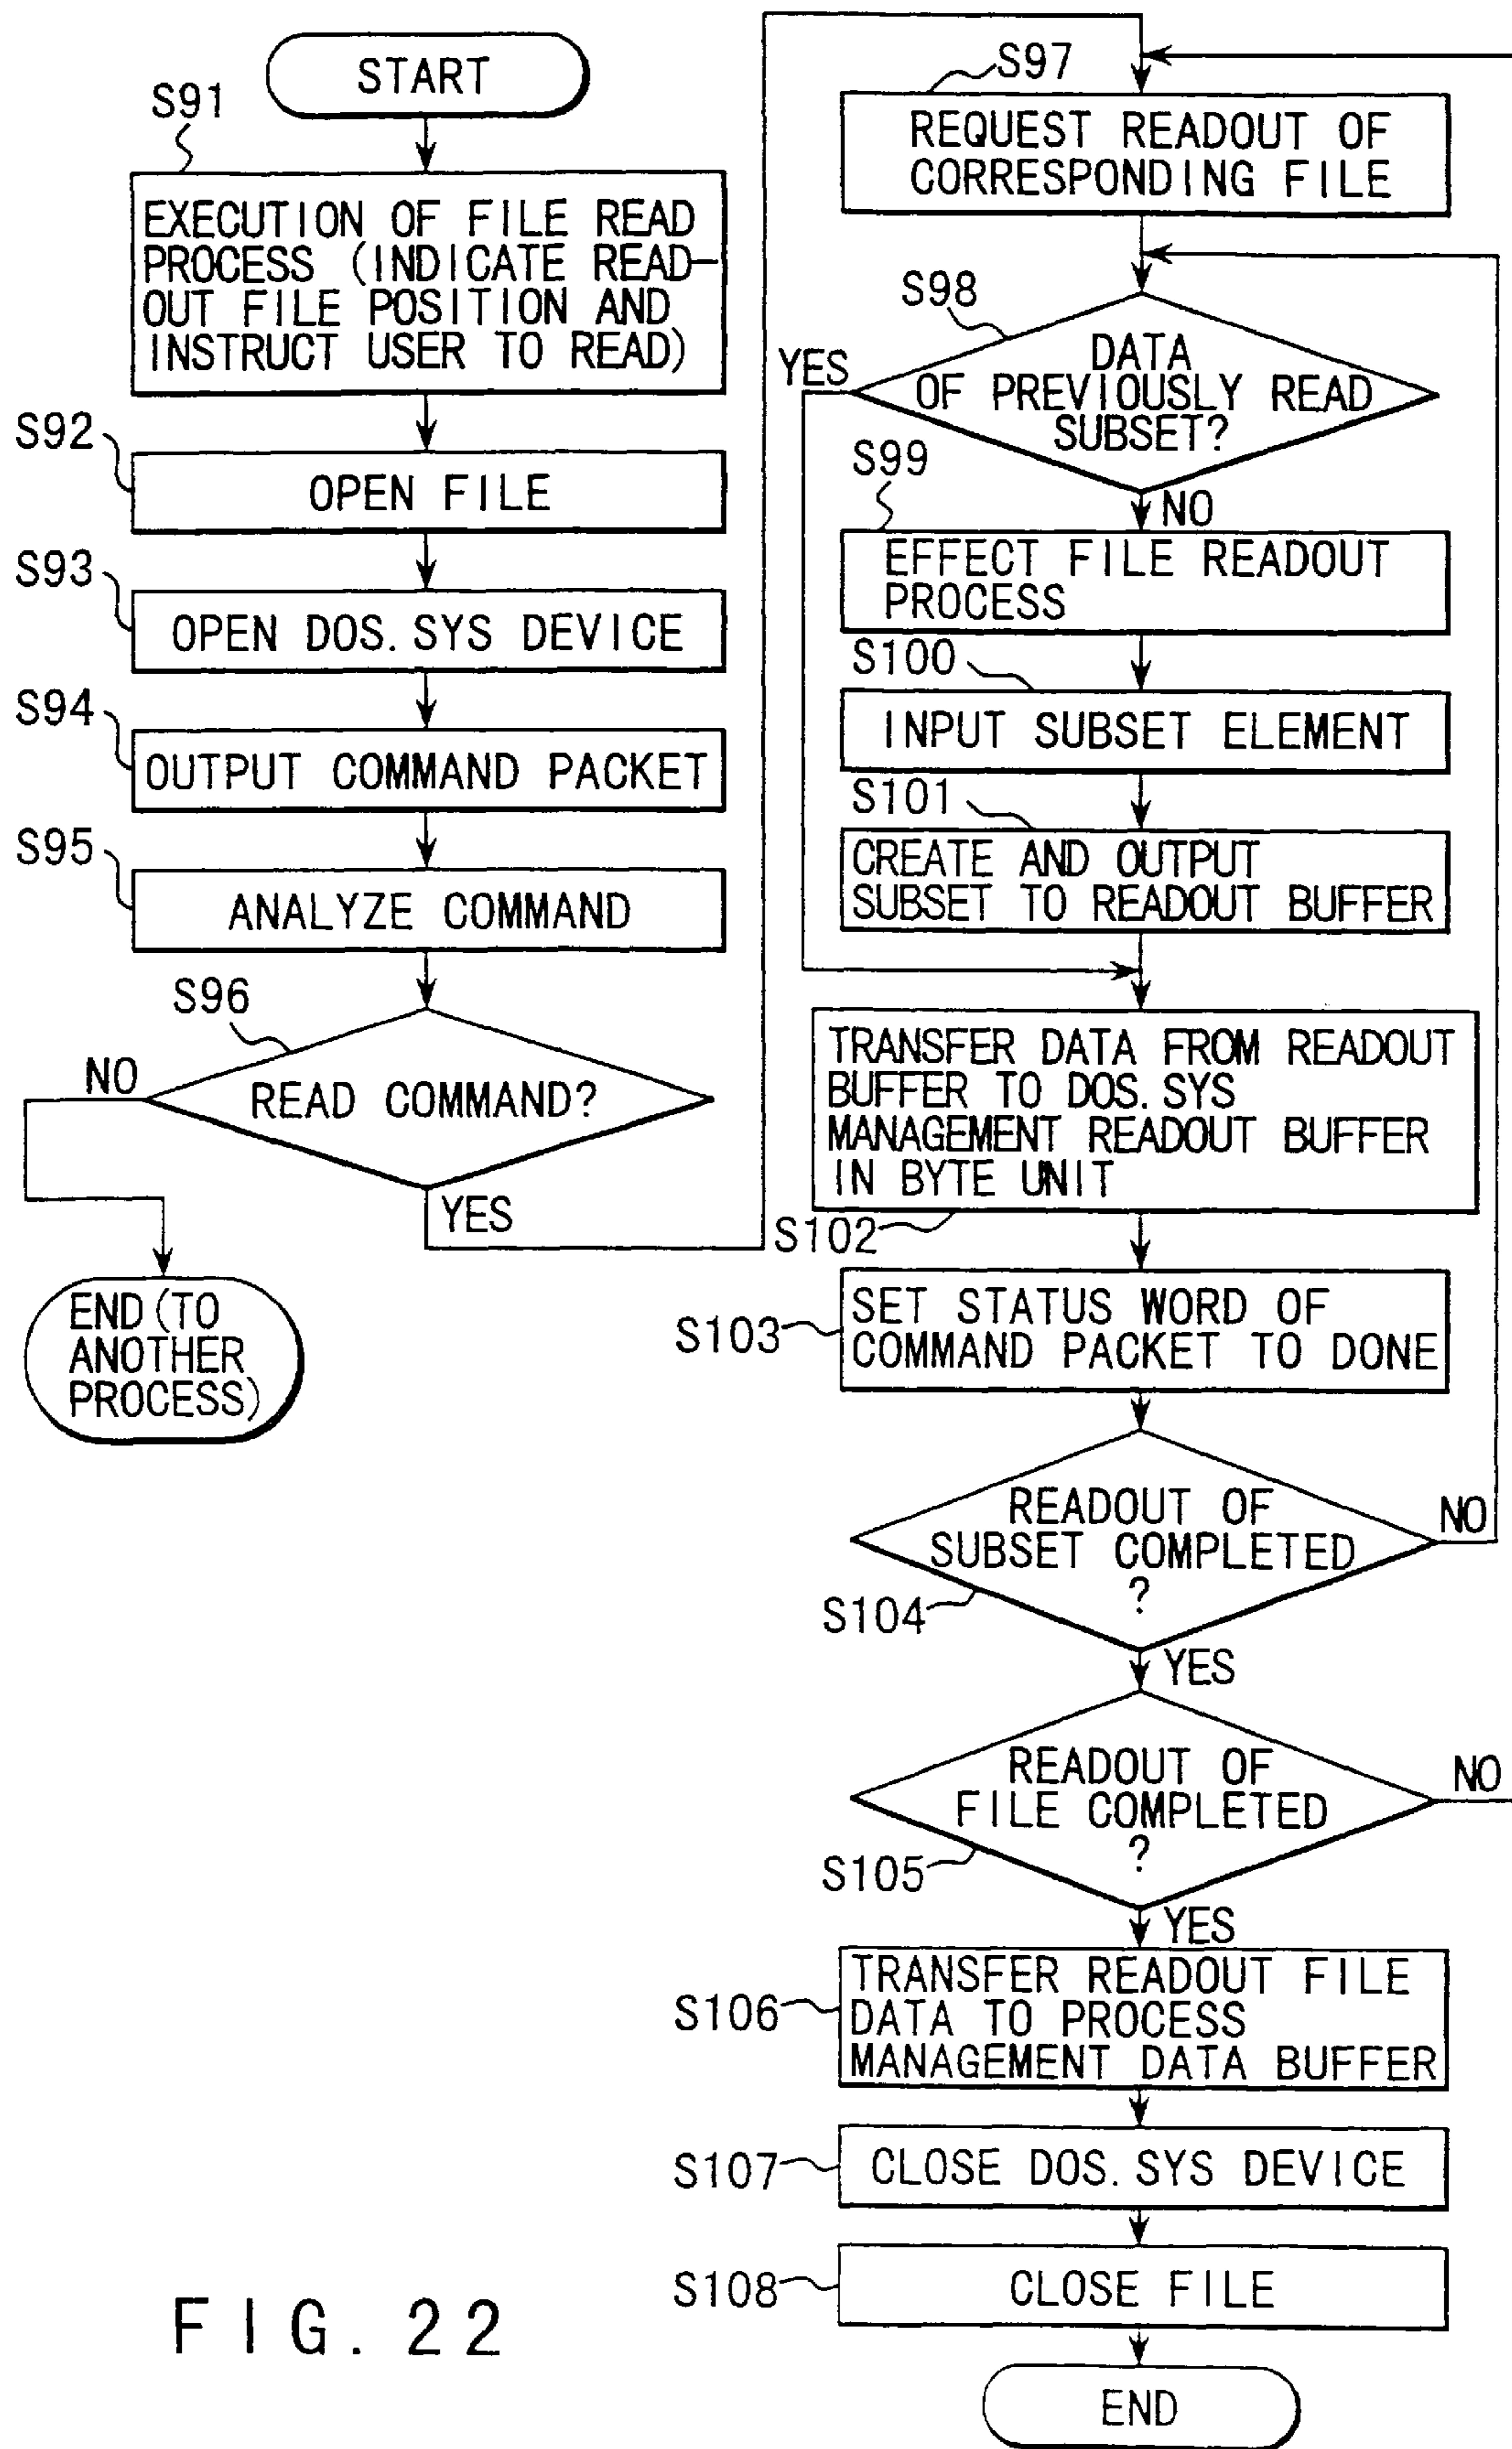 START
S91
EXECUTION OF FILE READ
PROCESS (INDICATE READ-
OUT FILE POSITION AND
INSTRUCT USER TO READ)
S92
OPEN FILE
S93
OPEN DOS.SYS DEVICE
S94
OUTPUT COMMAND PACKET
S95
ANALYZE COMMAND
S96
READ COMMAND?
NO
YES
END (TO
ANOTHER
PROCESS)
S97
REQUEST READOUT OF
CORRESPONDING FILE
S98
DATA
OF PREVIOUSLY READ
SUBSET?
YES
NO
S99
EFFECT FILE READOUT
PROCESS
S100
INPUT SUBSET ELEMENT
S101
CREATE AND OUTPUT
SUBSET TO READOUT BUFFER
TRANSFER DATA FROM READOUT
BUFFER TO DOS.SYS
MANAGEMENT READOUT BUFFER
IN BYTE UNIT
S102
S103
SET STATUS WORD OF
COMMAND PACKET TO DONE
READOUT OF
SUBSET COMPLETED
?
NO
S104
YES
READOUT OF
FILE COMPLETED
?
NO
S105
YES
S106
TRANSFER READOUT FILE
DATA TO PROCESS
MANAGEMENT DATA BUFFER
S107
CLOSE DOS.SYS DEVICE
S108
CLOSE FILE
END
FIG. 22